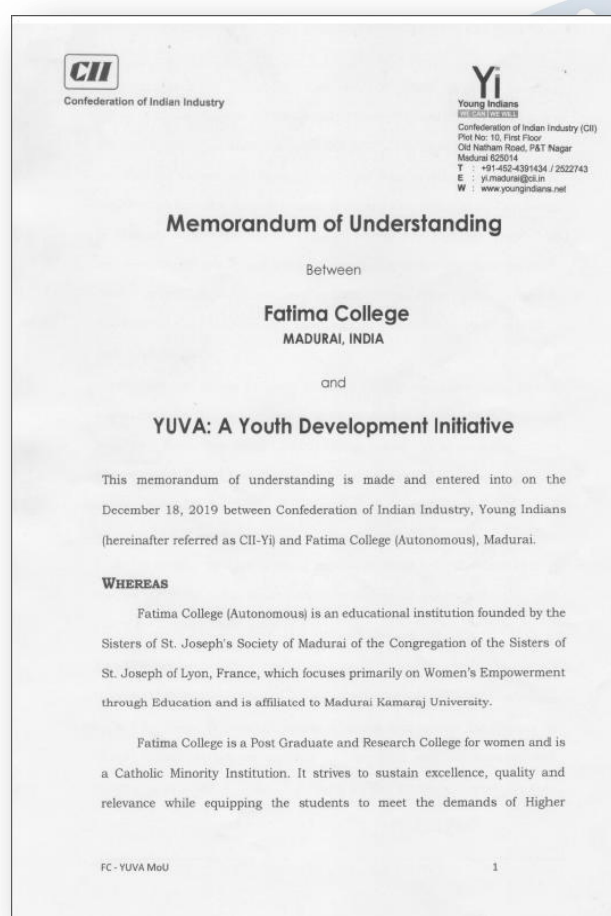 CII
Confederation of Indian Industry
Yi
Young Indians
WE CAN WE WILL
Confederation of Indian Industry (CII)
Plot No: 10, First Floor
Old Natham Road, P&T Nagar
Madurai 625014
T : +91-452-4391434 / 2522743
E : yi.madurai@cii.in
W : www.youngindians.net
Memorandum of Understanding
Between
Fatima College
MADURAI, INDIA
and
YUVA: A Youth Development Initiative
This memorandum of understanding is made and entered into on the
December 18, 2019 between Confederation of Indian Industry, Young Indians
(hereinafter referred as CII-Yi) and Fatima College (Autonomous), Madurai.
WHEREAS
Fatima College (Autonomous) is an educational institution founded by the
Sisters of St. Joseph's Society of Madurai of the Congregation of the Sisters of
St. Joseph of Lyon, France, which focuses primarily on Women's Empowerment
through Education and is affiliated to Madurai Kamaraj University.
Fatima College is a Post Graduate and Research College for women and is
a Catholic Minority Institution. It strives to sustain excellence, quality and
relevance while equipping the students to meet the demands of Higher
FC - YUVA MoU 1